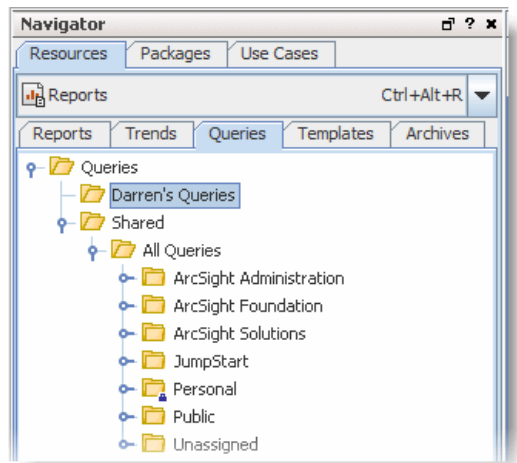 Navigator
Resources Packages Use Cases
Reports Ctrl+Alt+R
Reports Trends Queries Templates Archives
Queries
Darren's Queries
Shared
All Queries
ArcSight Administration
ArcSight Foundation
ArcSight Solutions
JumpStart
Personal
Public
Unassigned